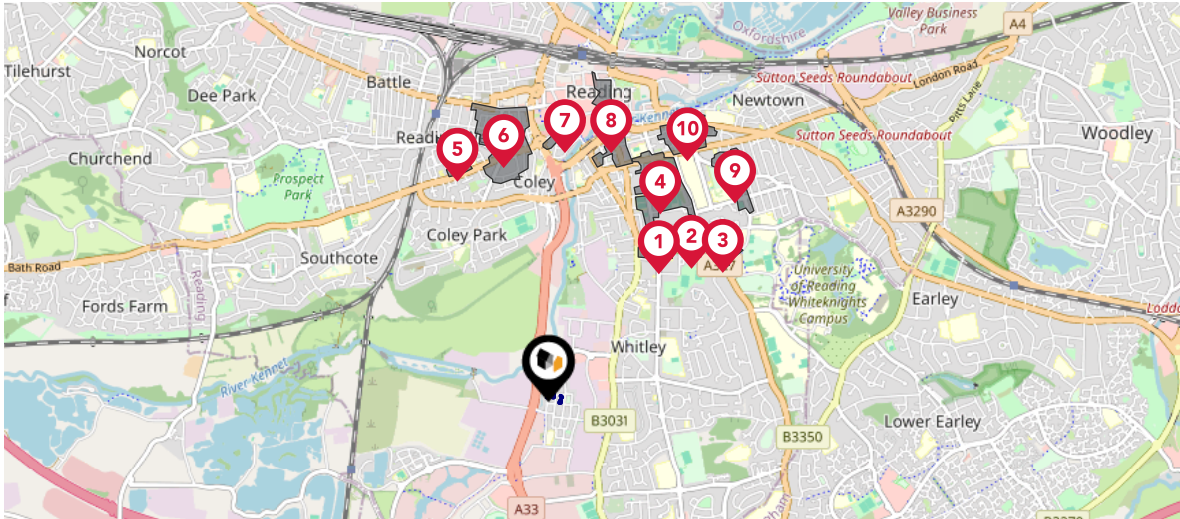 Valley Business
Park
A4
Oxfordshire
Norcot
Tilehurst
Battle
Sutton Seeds Roundabout
London Road
Dee Park
Reading
Newtown
Pitts Lane
7
8
10
Sutton Seeds Roundabout
Woodley
5
6
Churchend
Prospect
Park
Coley
4
9
A3290
Coley Park
1
2
3
Southcote
Bath Road
University
of Reading
Whiteknights
Campus
Reading
Fords Farm
Earley
Whitley
River Kennet
B3031
Lower Earley
B3350
A33